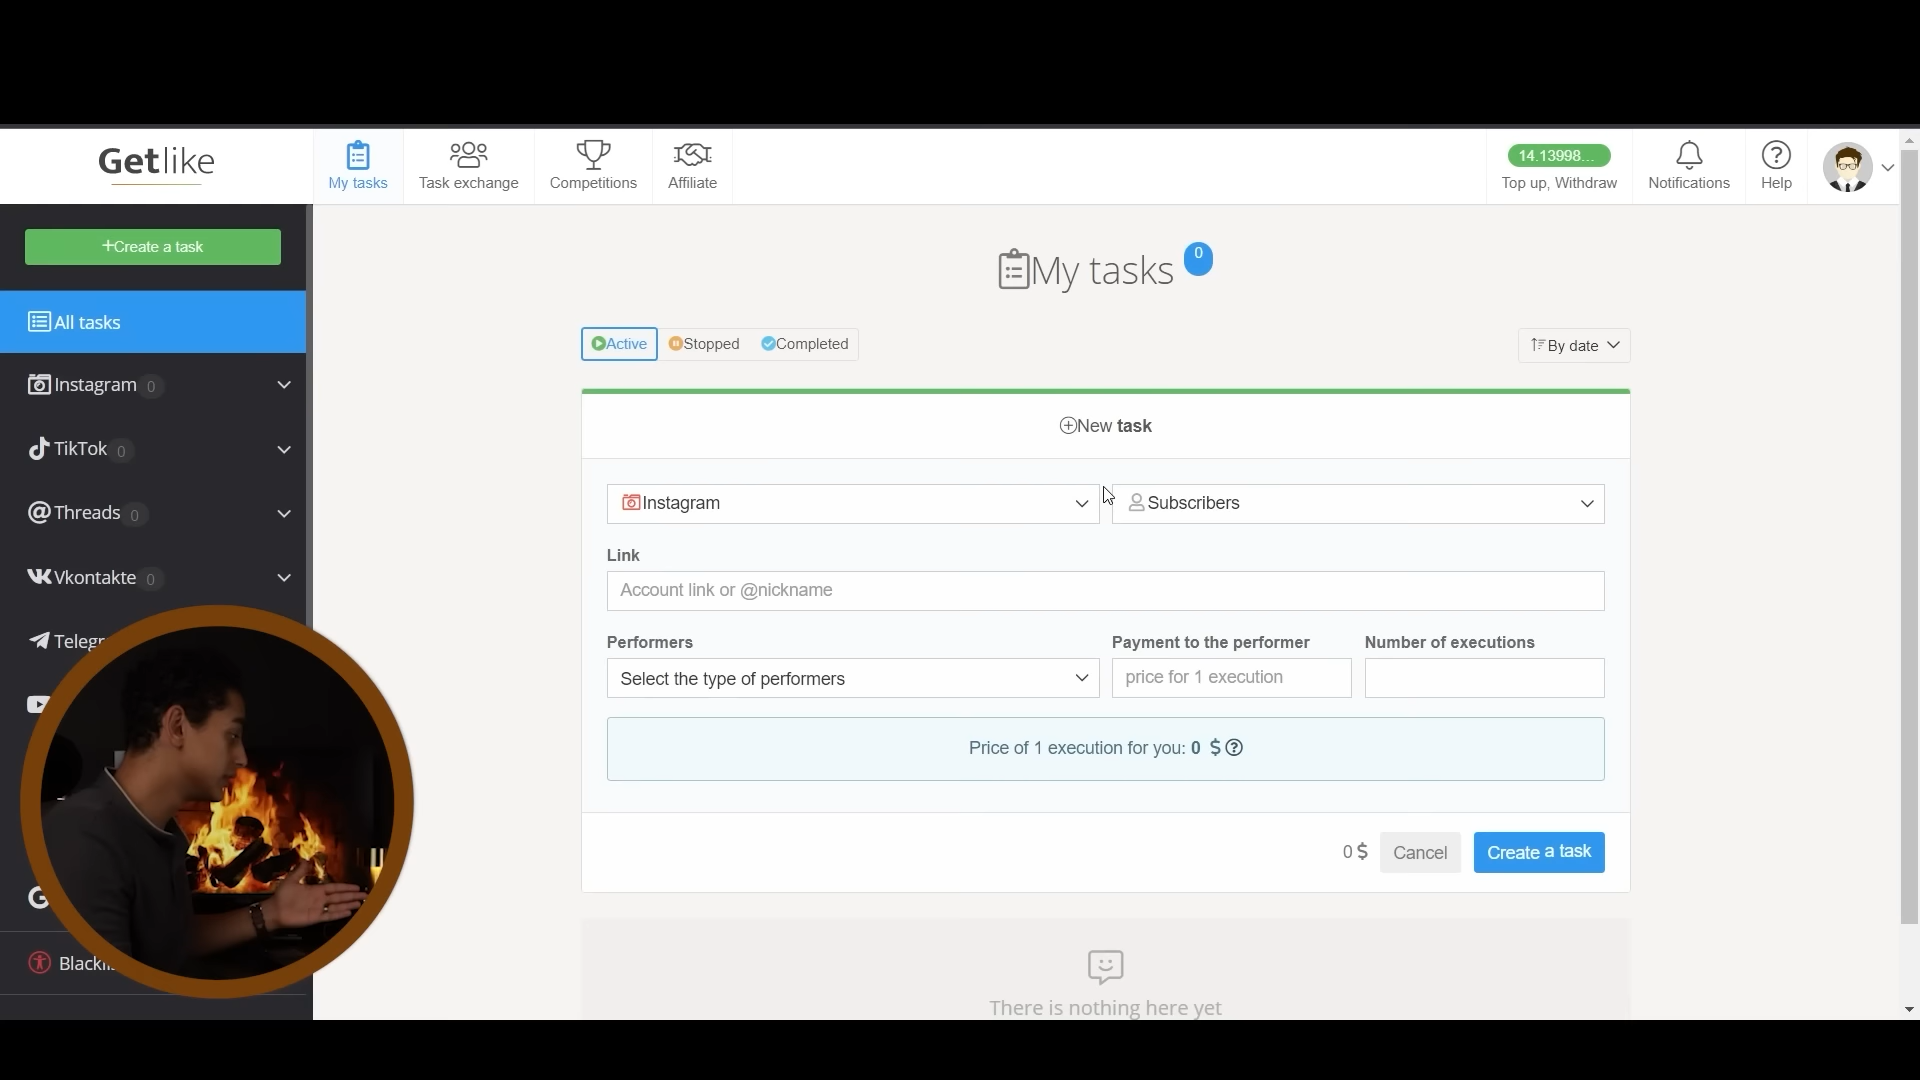 Getlike
My tasks
Task exchange
Competitions
Affiliate
14.13998...
Top up, Withdraw
Notifications
Help
+Create a task
All tasks
Instagram 0
TikTok 0
Threads 0
Vkontakte 0
My tasks 0
Active
Stopped
Completed
By date
New task
Instagram
Subscribers
Link
Account link or @nickname
Performers
Payment to the performer
Number of executions
Select the type of performers
price for 1 execution
Price of 1 execution for you: 0 $
0 $
Cancel
Create a task
There is nothing here yet